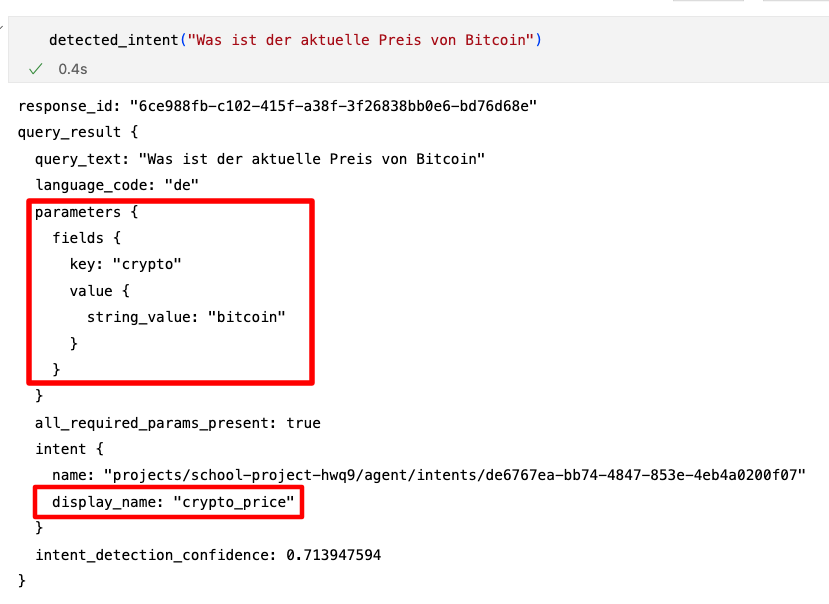 detected_intent("Was ist der aktuelle Preis von Bitcoin")
0.4s
response_id: "6ce988fb-c102-415f-a38f-3f26838bb0e6-bd76d68e"
query_result {
  query_text: "Was ist der aktuelle Preis von Bitcoin"
  language_code: "de"
  parameters {
    fields {
      key: "crypto"
      value {
        string_value: "bitcoin"
      }
    }
  }
  all_required_params_present: true
  intent {
    name: "projects/school-project-hwq9/agent/intents/de6767ea-bb74-4847-853e-4eb4a0200f07"
    display_name: "crypto_price"
  }
  intent_detection_confidence: 0.713947594
}